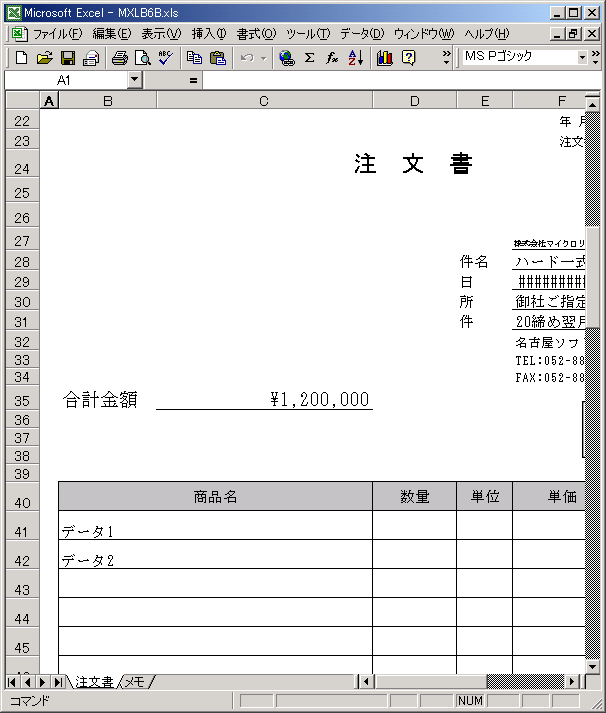 Microsoft Excel - MXLB6B.xls
ファイル(F) 編集(E) 表示(V) 挿入(I) 書式(O) ツール(T) データ(D) ウィンドウ(W) ヘルプ(H)
MS Pゴシック
A1 =
A B C D E F
22 年 月
23 注文
24 注 文 書
25
26
27 株式会社マイクロリ
28 件名 ハード一式
29 日 #########
30 所 御社ご指定
31 件 20締め翌月
32 名古屋ソフ
33 TEL:052-88
34 FAX:052-88
35 合計金額 ¥1,200,000
36
37
38
39
40 商品名 数量 単位 単価
41 データ1
42 データ2
43
44
45
注文書 メモ
コマンド NUM